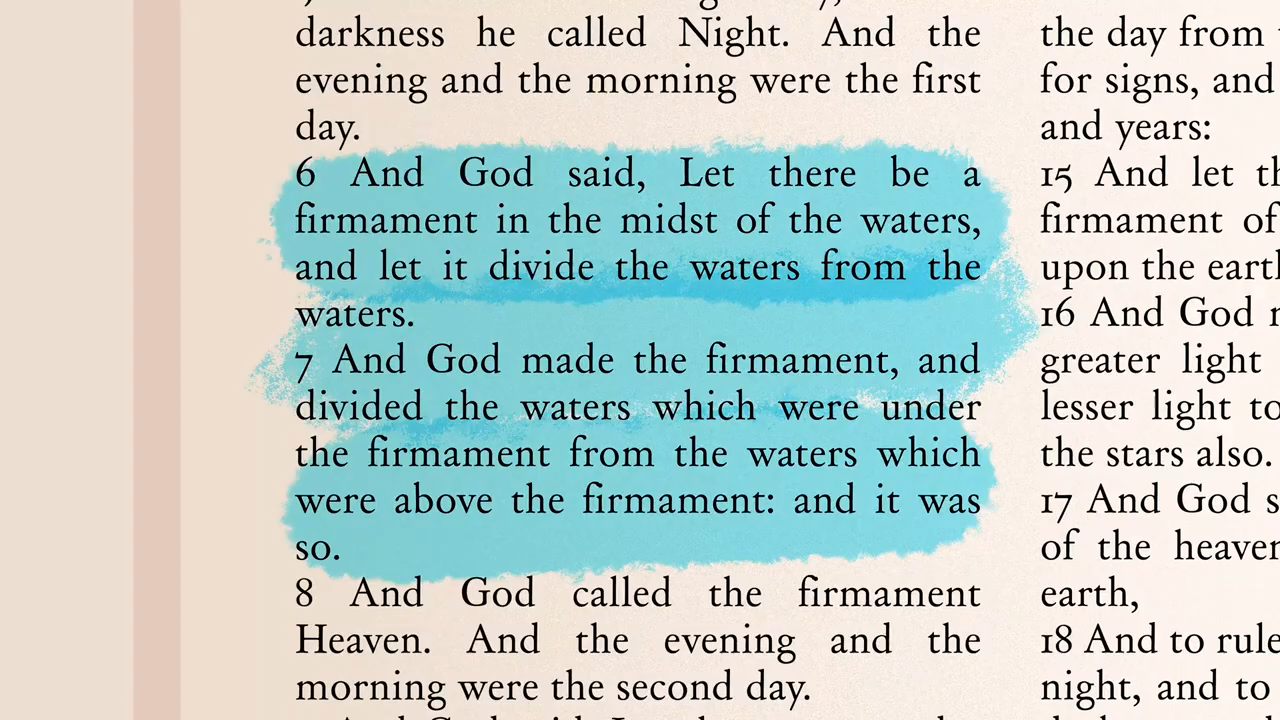 darkness he called Night. And the
evening and the morning were the first
day.
6 And God said, Let there be a
firmament in the midst of the waters,
and let it divide the waters from the
waters.
7 And God made the firmament, and
divided the waters which were under
the firmament from the waters which
were above the firmament: and it was
so.
8 And God called the firmament
Heaven. And the evening and the
morning were the second day.
the day from
for signs, and
and years:
15 And let
firmament of
upon the
16 And God
greater light
lesser light to
the stars also.
17 And God
of the
earth,
18 And to rule
night, and to